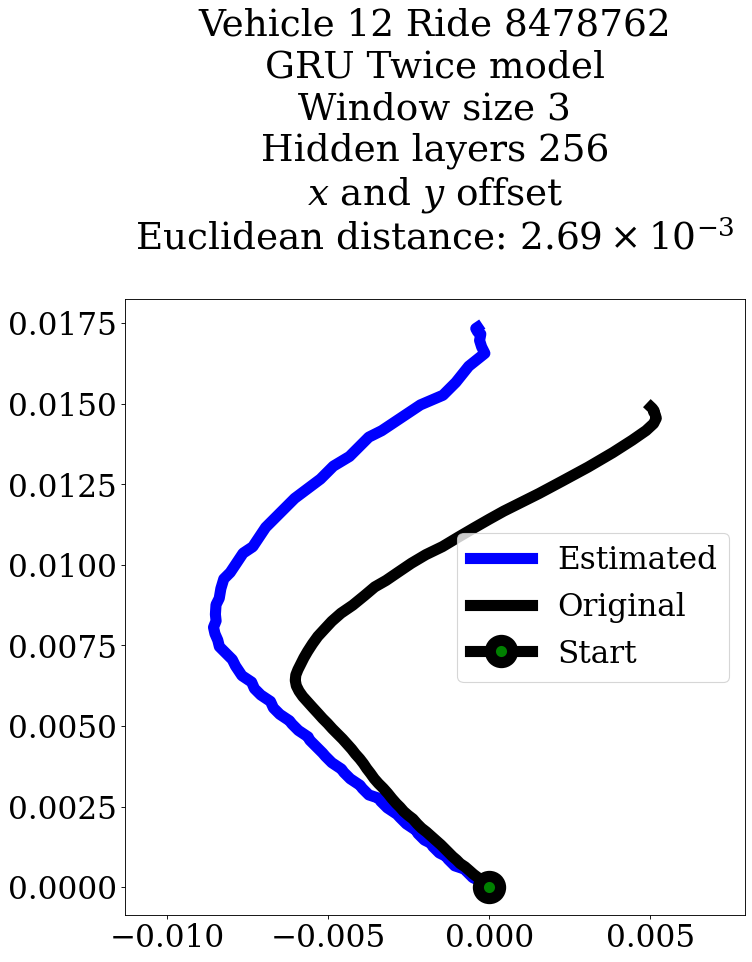 Vehicle 12 Ride 8478762
GRU Twice model
Window size 3
Hidden layers 256
x and y offset
Euclidean distance: 2.69 × 10⁻³
0.0175
0.0150
0.0125
0.0100
0.0075
0.0050
0.0025
0.0000
Estimated
Original
Start
−0.010 −0.005 0.000 0.005